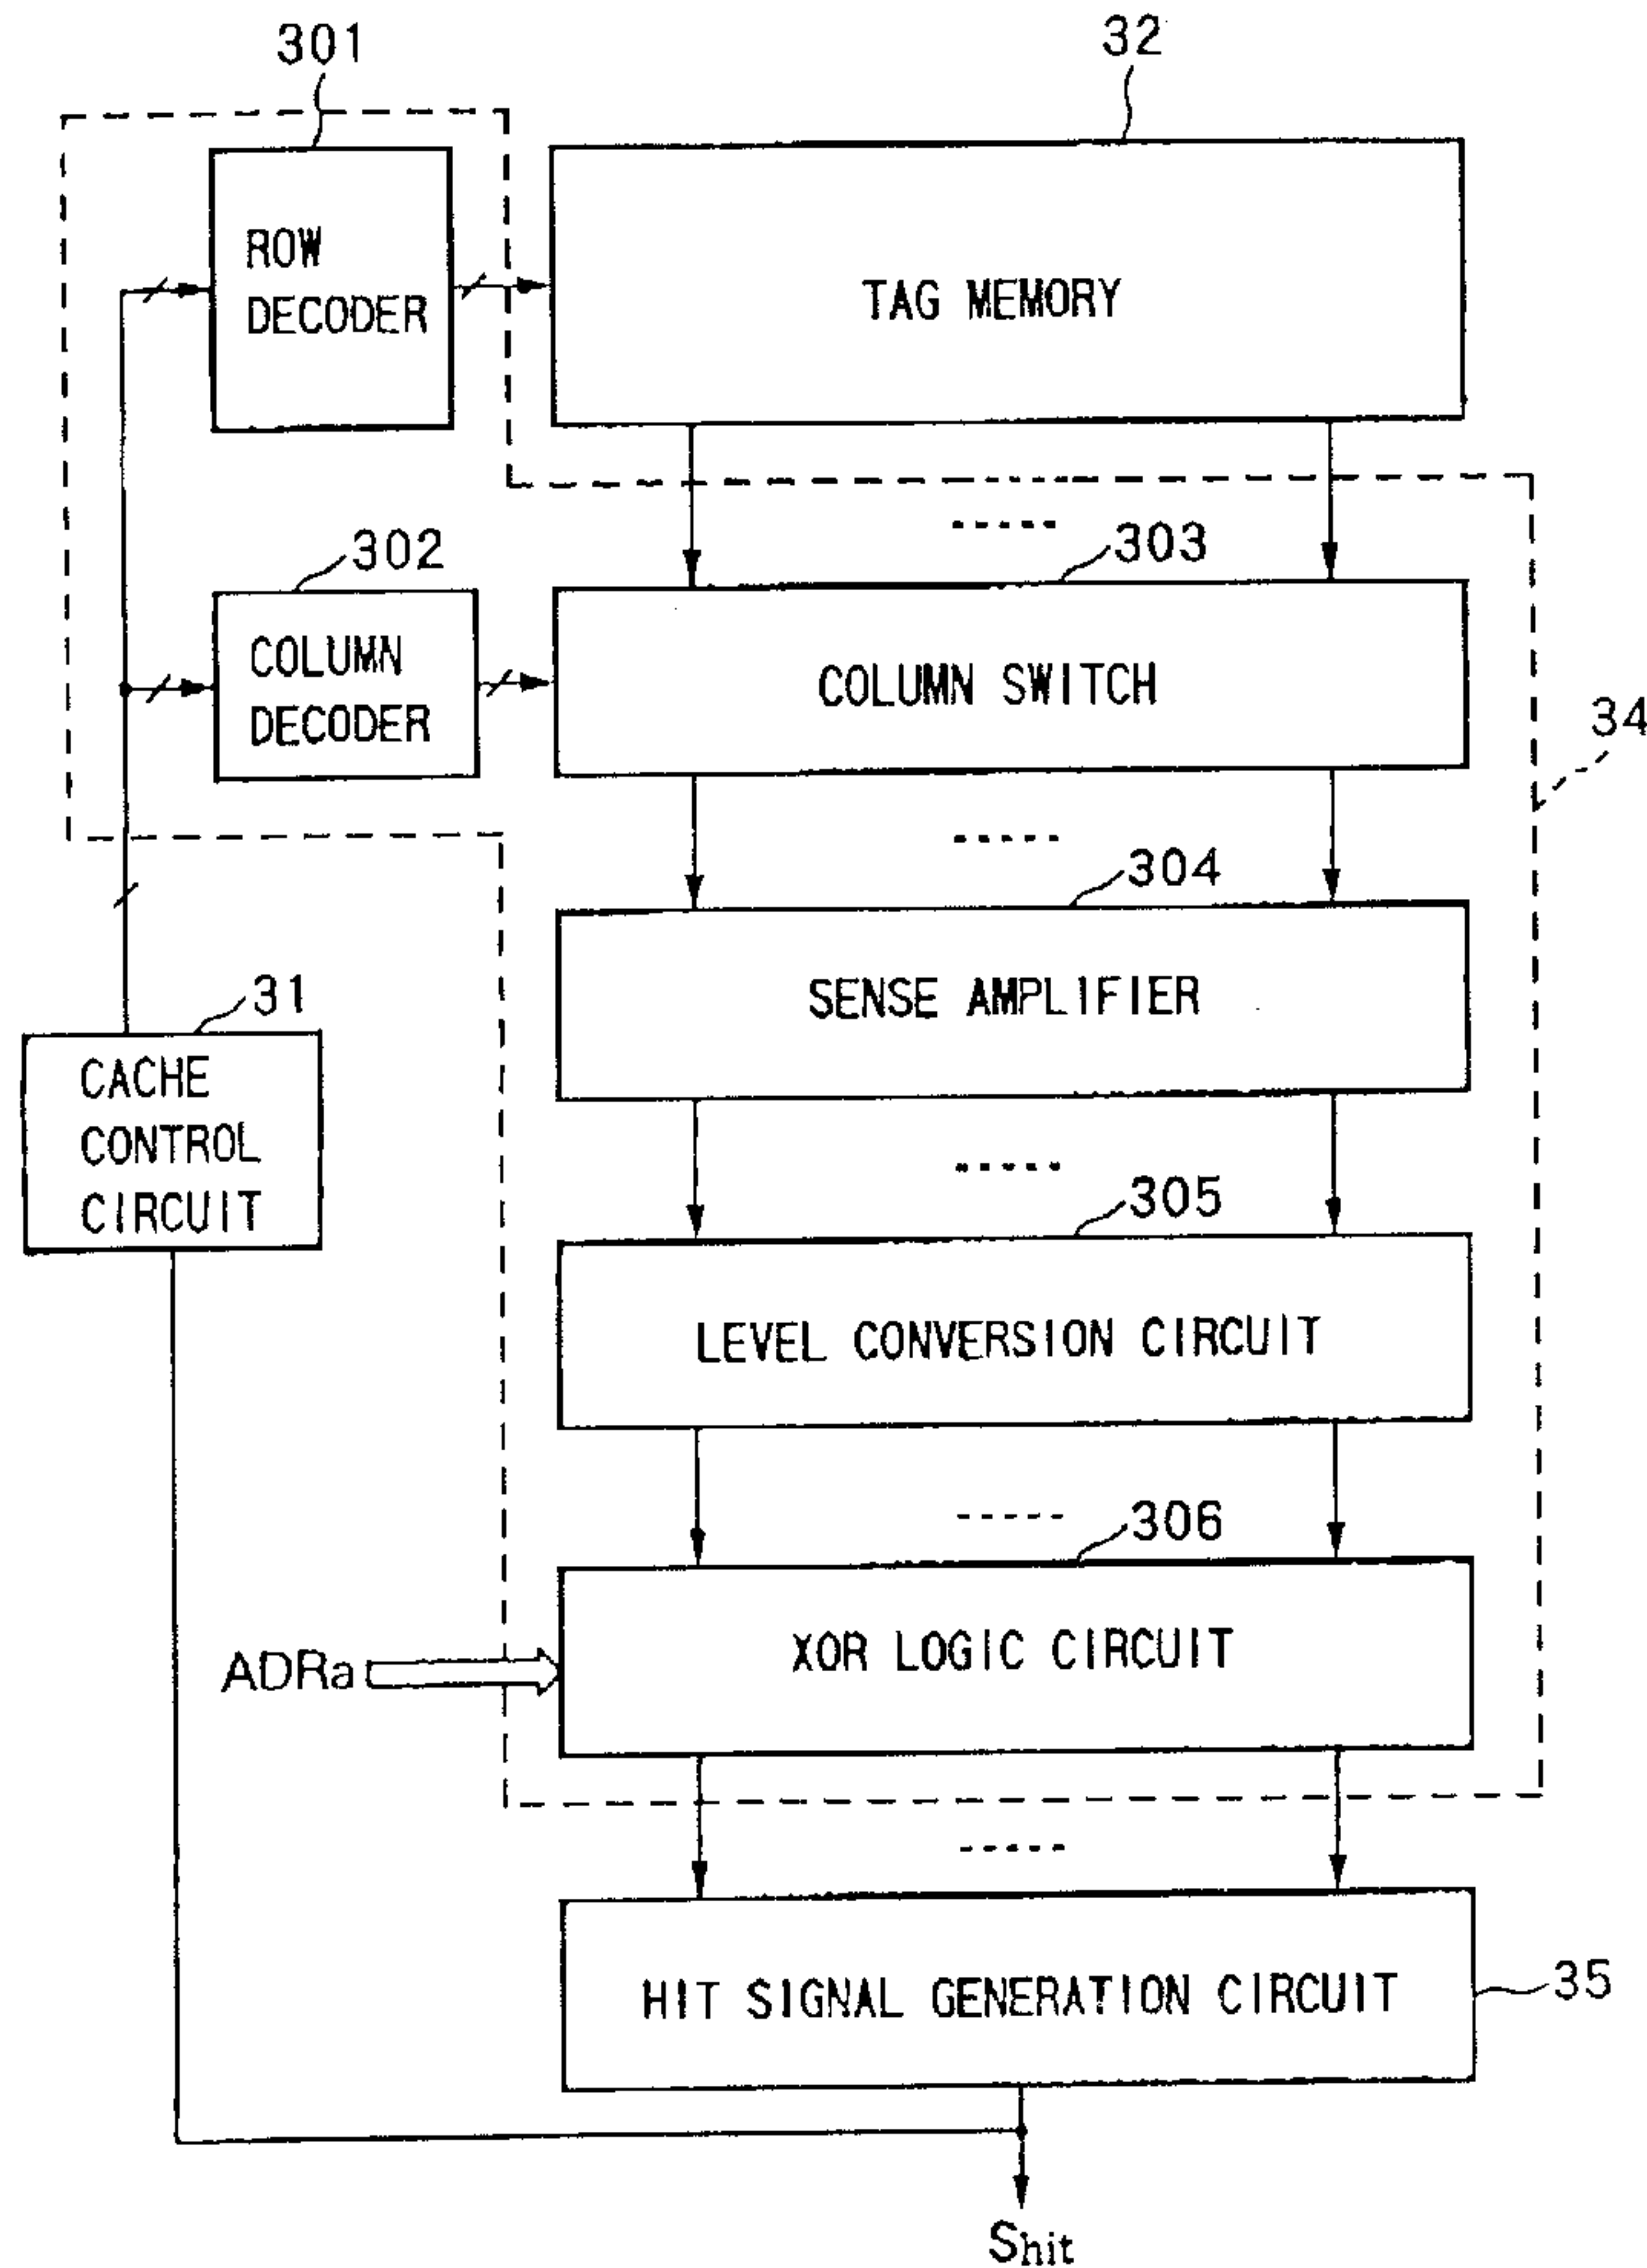 301
32
ROW
DECODER
TAG MEMORY
302
303
COLUMN
DECODER
COLUMN SWITCH
34
304
SENSE AMPLIFIER
31
CACHE
CONTROL
CIRCUIT
305
LEVEL CONVERSION CIRCUIT
306
ADRa
XOR LOGIC CIRCUIT
HIT SIGNAL GENERATION CIRCUIT
35
Shit